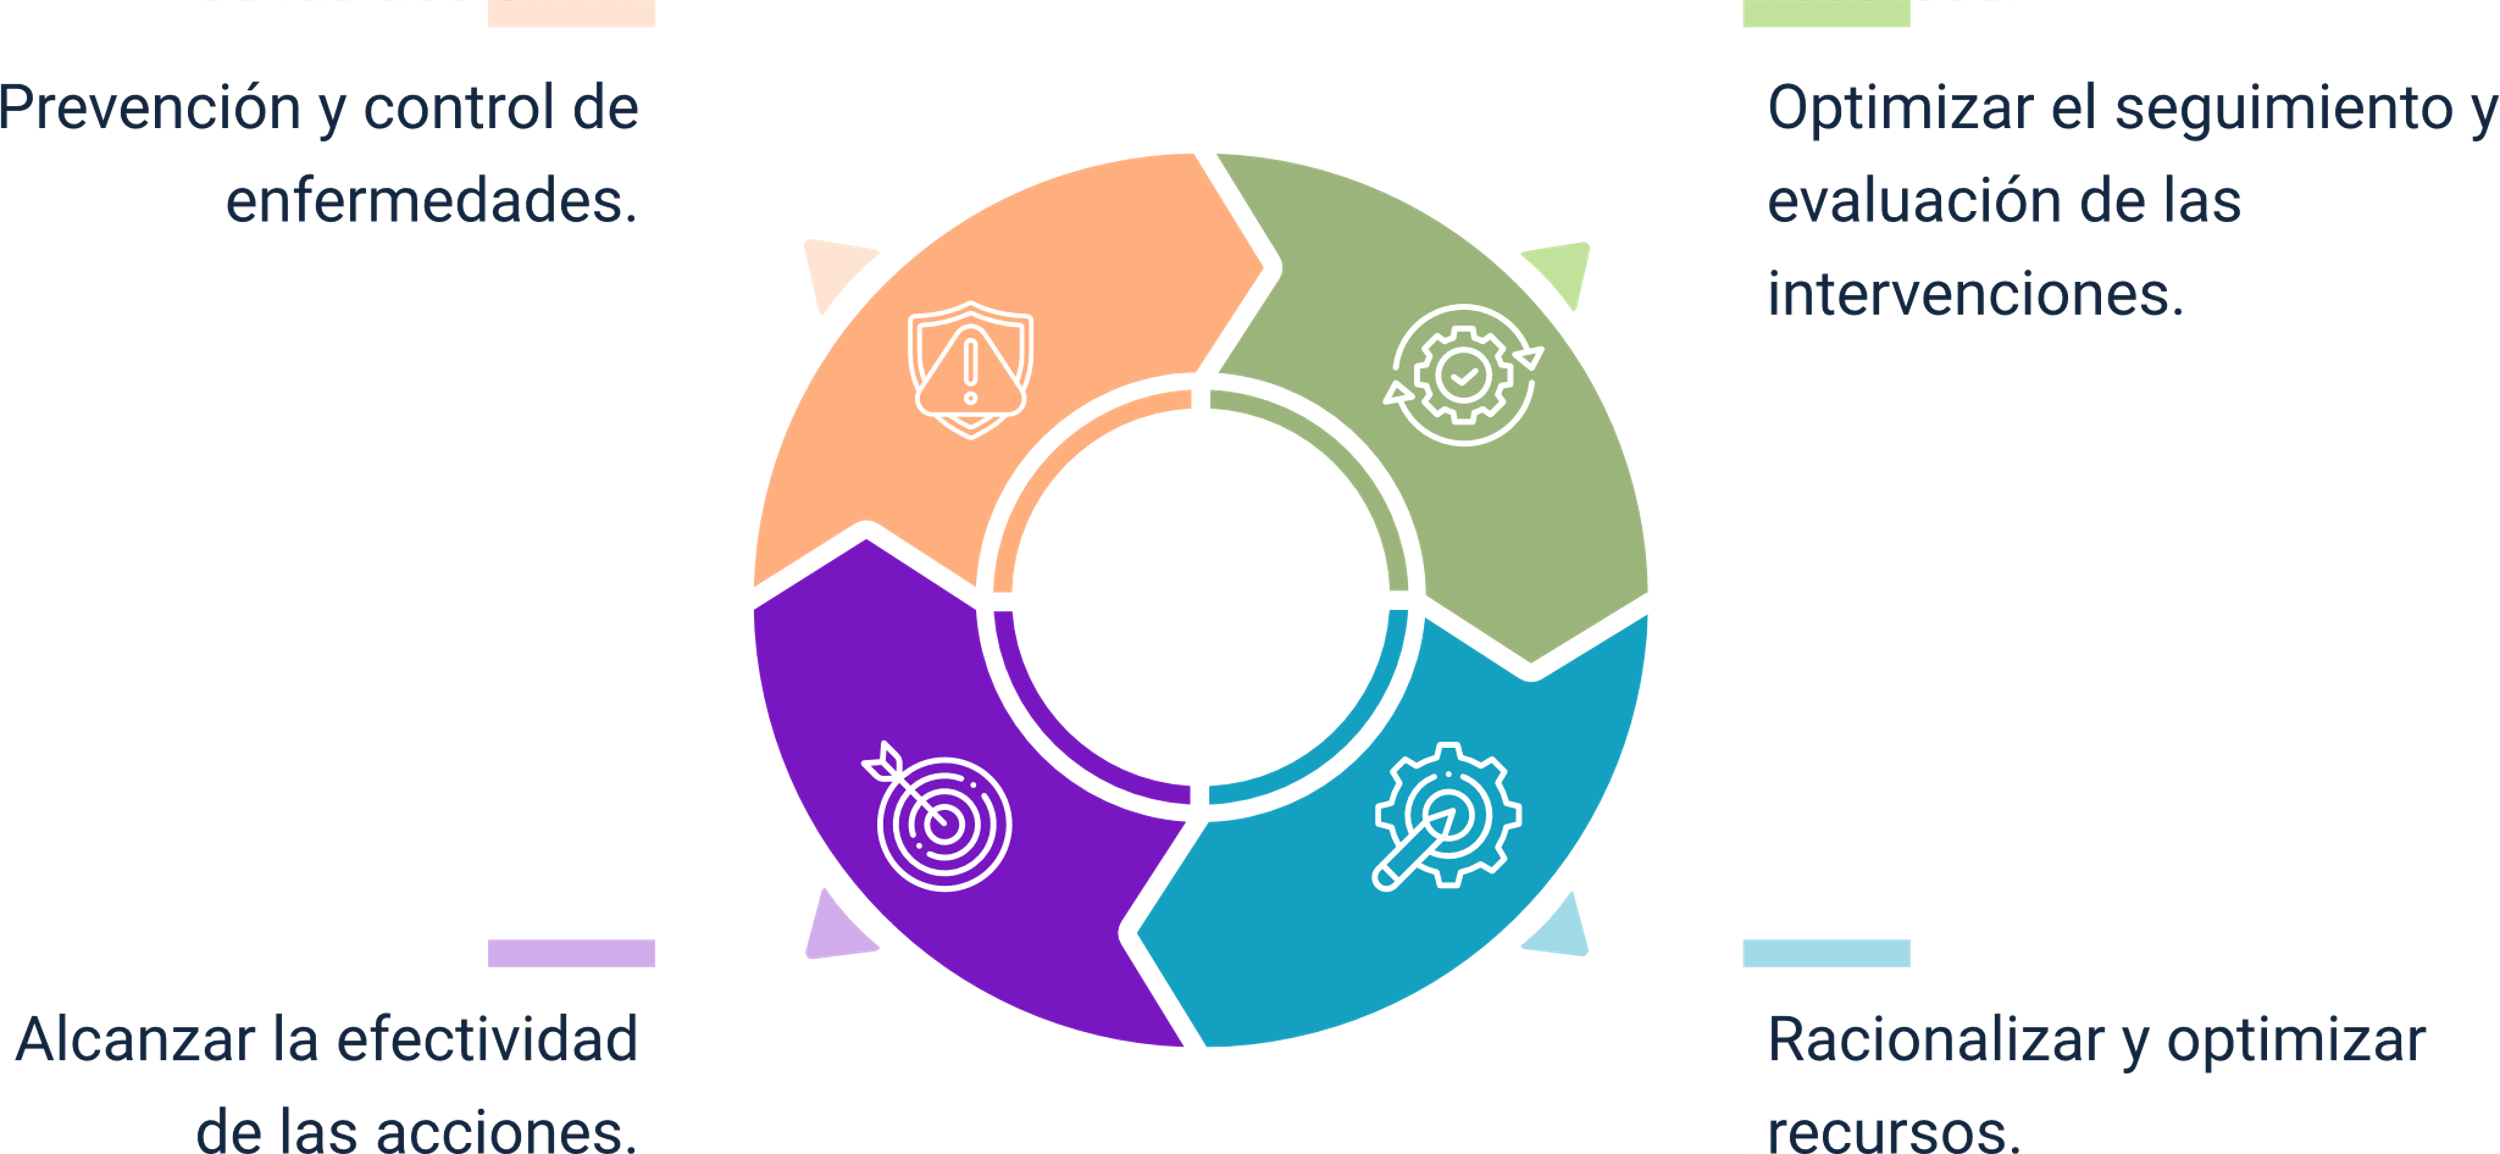 Prevención y control de
enfermedades.
Optimizar el seguimiento y
evaluación de las
intervenciones.
Alcanzar la efectividad
de las acciones.
Racionalizar y optimizar
recursos.